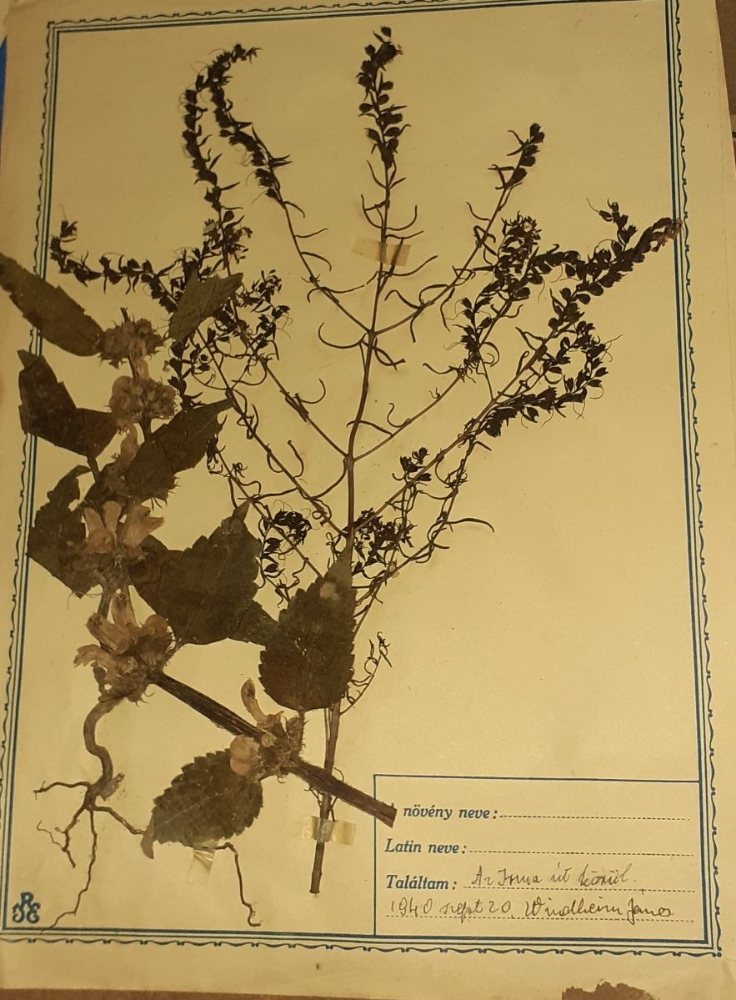 növény neve:
Latin neve:
Találtam: Az Irma út körül.
1940 szept 20. Windheim János